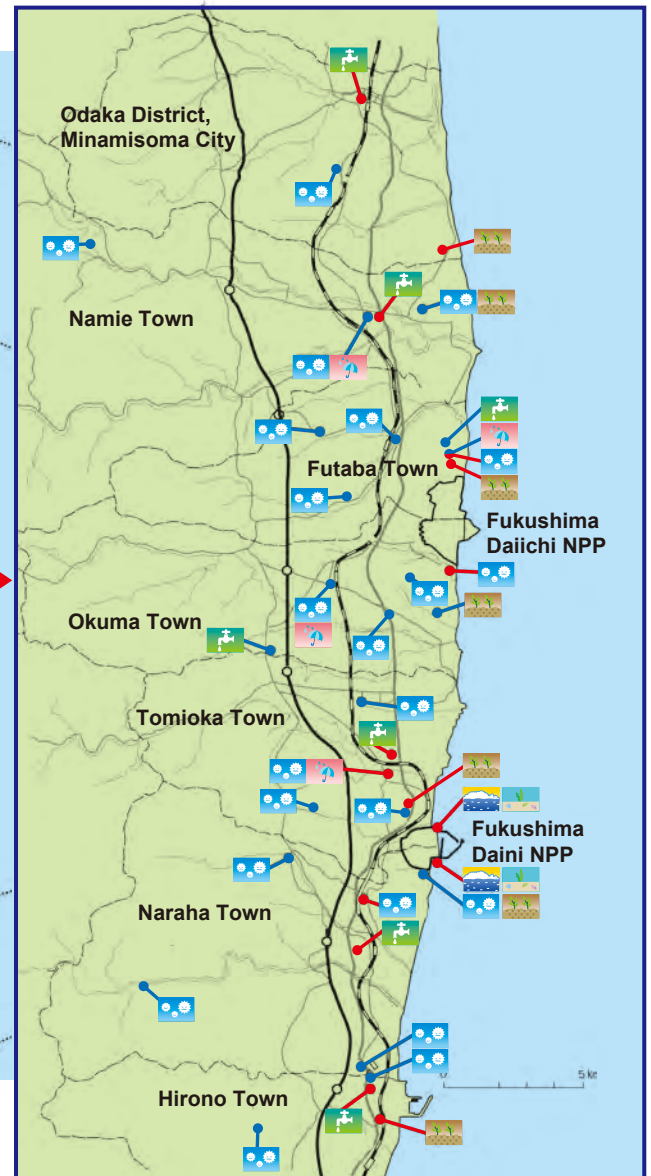 Odaka District,
Minamisoma City
Namie Town
Futaba Town
Fukushima
Daiichi NPP
Okuma Town
Tomioka Town
Fukushima
Daini NPP
Naraha Town
5
Hirono Town